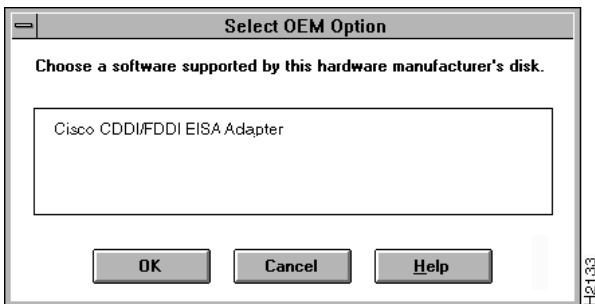 Select OEM Option
Choose a software supported by this hardware manufacturer's disk.
Cisco CDDI/FDDI EISA Adapter
OK Cancel Help
H2133